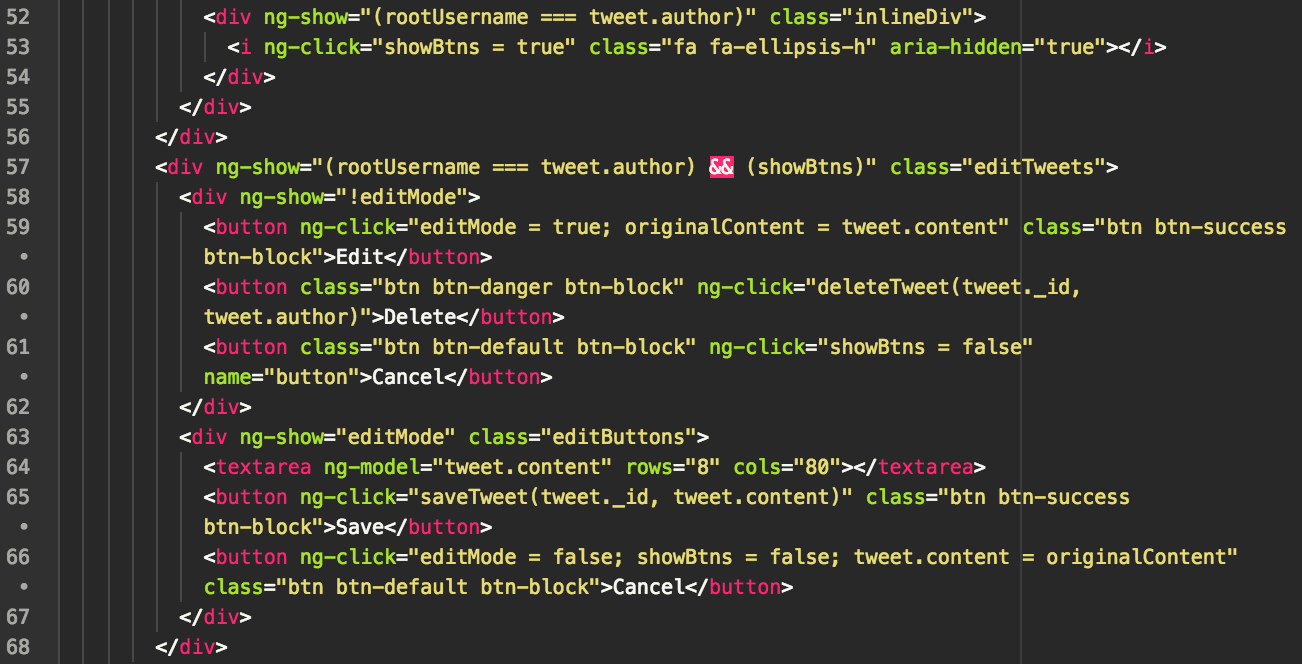 52 <div ng-show="(rootUsername === tweet.author)" class="inlineDiv">
53 <i ng-click="showBtns = true" class="fa fa-ellipsis-h" aria-hidden="true"></i>
54 </div>
55 </div>
56 </div>
57 <div ng-show="(rootUsername === tweet.author) && (showBtns)" class="editTweets">
58 <div ng-show="!editMode">
59 <button ng-click="editMode = true; originalContent = tweet.content" class="btn btn-success
• btn-block">Edit</button>
60 <button class="btn btn-danger btn-block" ng-click="deleteTweet(tweet._id,
• tweet.author)">Delete</button>
61 <button class="btn btn-default btn-block" ng-click="showBtns = false"
• name="button">Cancel</button>
62 </div>
63 <div ng-show="editMode" class="editButtons">
64 <textarea ng-model="tweet.content" rows="8" cols="80"></textarea>
65 <button ng-click="saveTweet(tweet._id, tweet.content)" class="btn btn-success
• btn-block">Save</button>
66 <button ng-click="editMode = false; showBtns = false; tweet.content = originalContent"
• class="btn btn-default btn-block">Cancel</button>
67 </div>
68 </div>